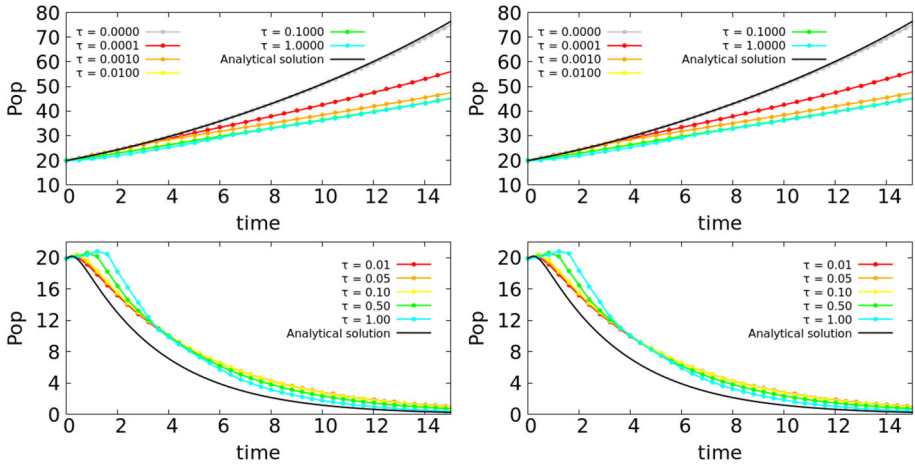 80
70
60
50
40
30
20
10
Pop
τ = 0.0000
τ = 0.0001
τ = 0.0010
τ = 0.0100
τ = 0.1000
τ = 1.0000
Analytical solution
0 2 4 6 8 10 12 14
time
80
70
60
50
40
30
20
10
Pop
τ = 0.0000
τ = 0.0001
τ = 0.0010
τ = 0.0100
τ = 0.1000
τ = 1.0000
Analytical solution
0 2 4 6 8 10 12 14
time
20
16
12
8
4
0
Pop
τ = 0.01
τ = 0.05
τ = 0.10
τ = 0.50
τ = 1.00
Analytical solution
0 2 4 6 8 10 12 14
time
20
16
12
8
4
0
Pop
τ = 0.01
τ = 0.05
τ = 0.10
τ = 0.50
τ = 1.00
Analytical solution
0 2 4 6 8 10 12 14
time